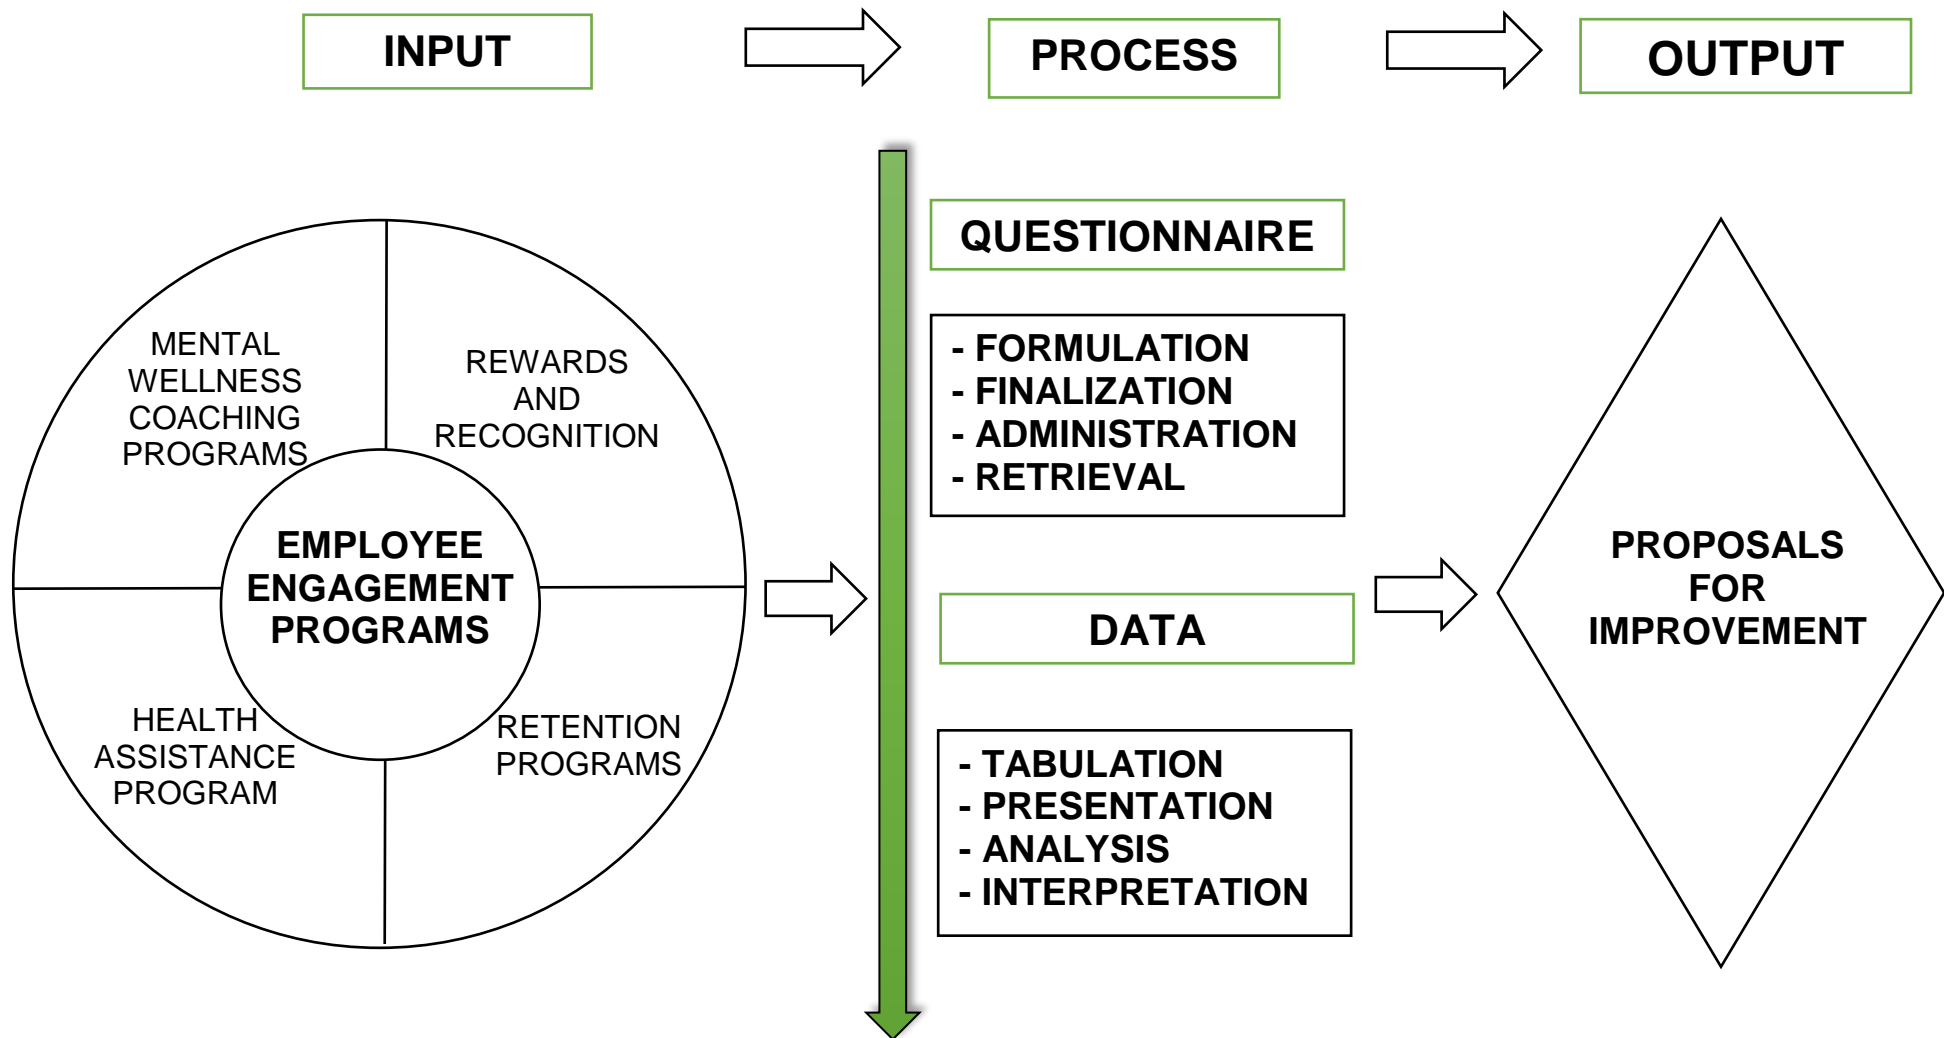 INPUT
PROCESS
OUTPUT
MENTAL
WELLNESS
COACHING
PROGRAMS
REWARDS
AND
RECOGNITION
EMPLOYEE
ENGAGEMENT
PROGRAMS
HEALTH
ASSISTANCE
PROGRAM
RETENTION
PROGRAMS
QUESTIONNAIRE
- FORMULATION
- FINALIZATION
- ADMINISTRATION
- RETRIEVAL
DATA
- TABULATION
- PRESENTATION
- ANALYSIS
- INTERPRETATION
PROPOSALS
FOR
IMPROVEMENT